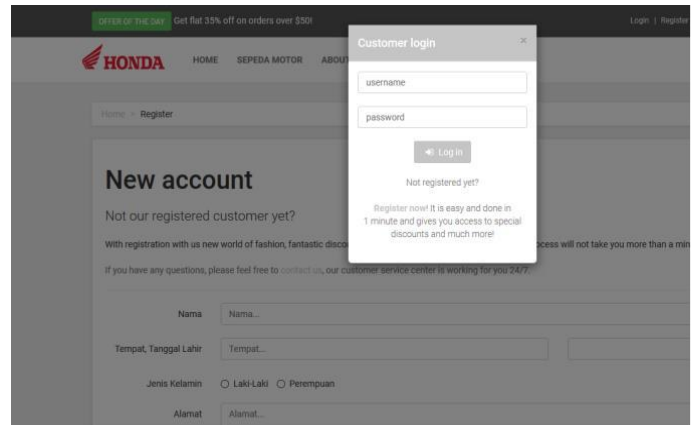 OFFER OF THE DAY Get flat 35% off on orders over $50!
Login | Register
HONDA
HOME SEPEDA MOTOR ABOUT
Customer login ×
username
password
Log in
Not registered yet?
Register now! It is easy and done in
1 minute and gives you access to special
discounts and much more!
Home > Register
New account
Not our registered customer yet?
With registration with us new world of fashion, fantastic disco
ocess will not take you more than a min
If you have any questions, please feel free to contact us, our customer service center is working for you 24/7.
Nama Nama...
Tempat, Tanggal Lahir Tempat...
Jenis Kelamin Laki-Laki Perempuan
Alamat Alamat...